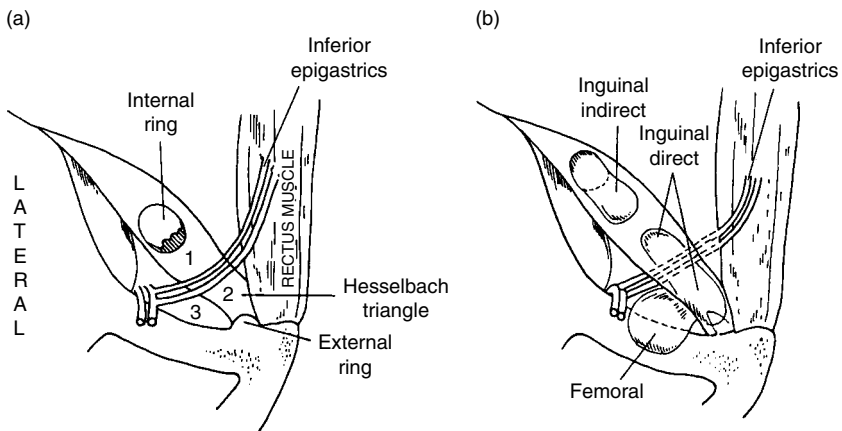 (a)
Inferior
epigastrics
Internal
ring
LATERAL
RECTUS MUSCLE
1
2
3
Hesselbach
triangle
External
ring
(b)
Inferior
epigastrics
Inguinal
indirect
Inguinal
direct
Femoral